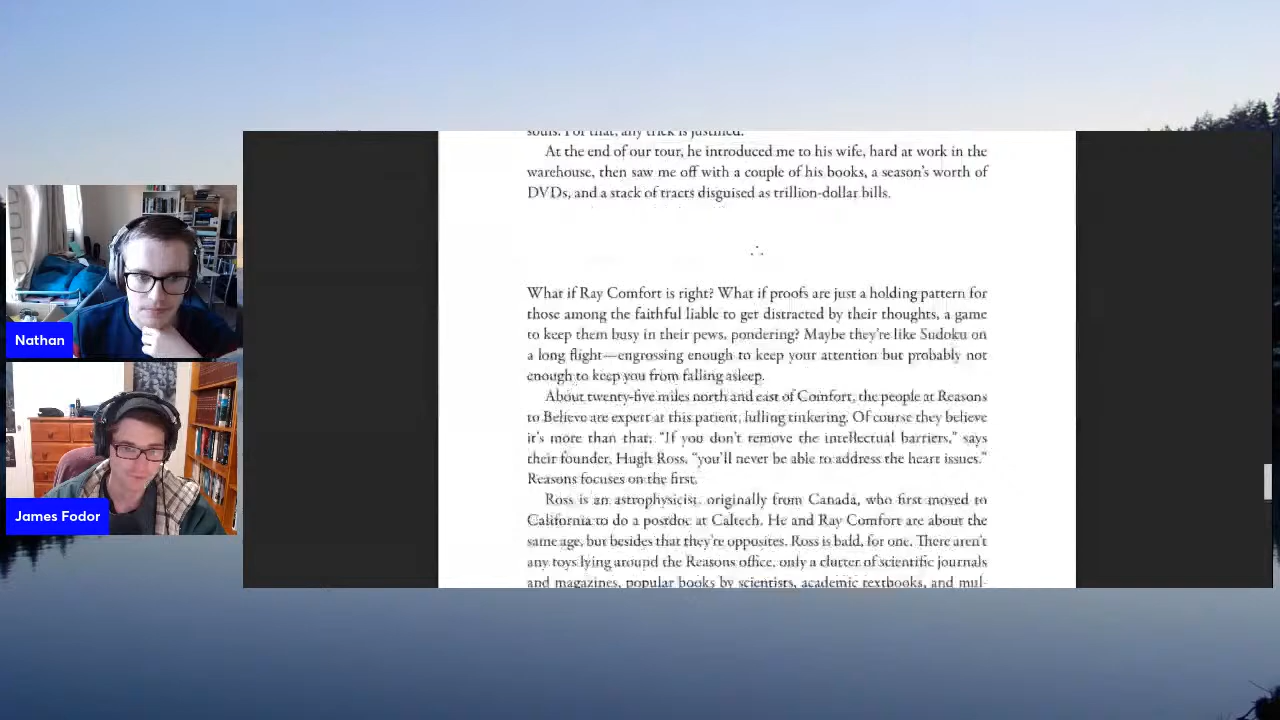 souls. For that, any trick is justified.
At the end of our tour, he introduced me to his wife, hard at work in the
warehouse, then saw me off with a couple of his books, a season's worth of
DVDs, and a stack of tracts disguised as trillion-dollar bills.
What if Ray Comfort is right? What if proofs are just a holding pattern for
those among the faithful liable to get distracted by their thoughts, a game
to keep them busy in their pews, pondering? Maybe they're like Sudoku on
a long flight—engrossing enough to keep your attention but probably not
enough to keep you from falling asleep.
About twenty-five miles north and east of Comfort, the people at Reasons
to Believe are expert at this patient, lulling tinkering. Of course they believe
it's more than that; "If you don't remove the intellectual barriers," says
their founder, Hugh Ross, "you'll never be able to address the heart issues."
Reasons focuses on the first.
Ross is an astrophysicist, originally from Canada, who first moved to
California to do a postdoc at Caltech. He and Ray Comfort are about the
same age, but besides that they're opposites. Ross is bald, for one. There aren't
any toys lying around the Reasons office, only a clutter of scientific journals
and magazines, popular books by scientists, academic textbooks, and mul-
Nathan
James Fodor